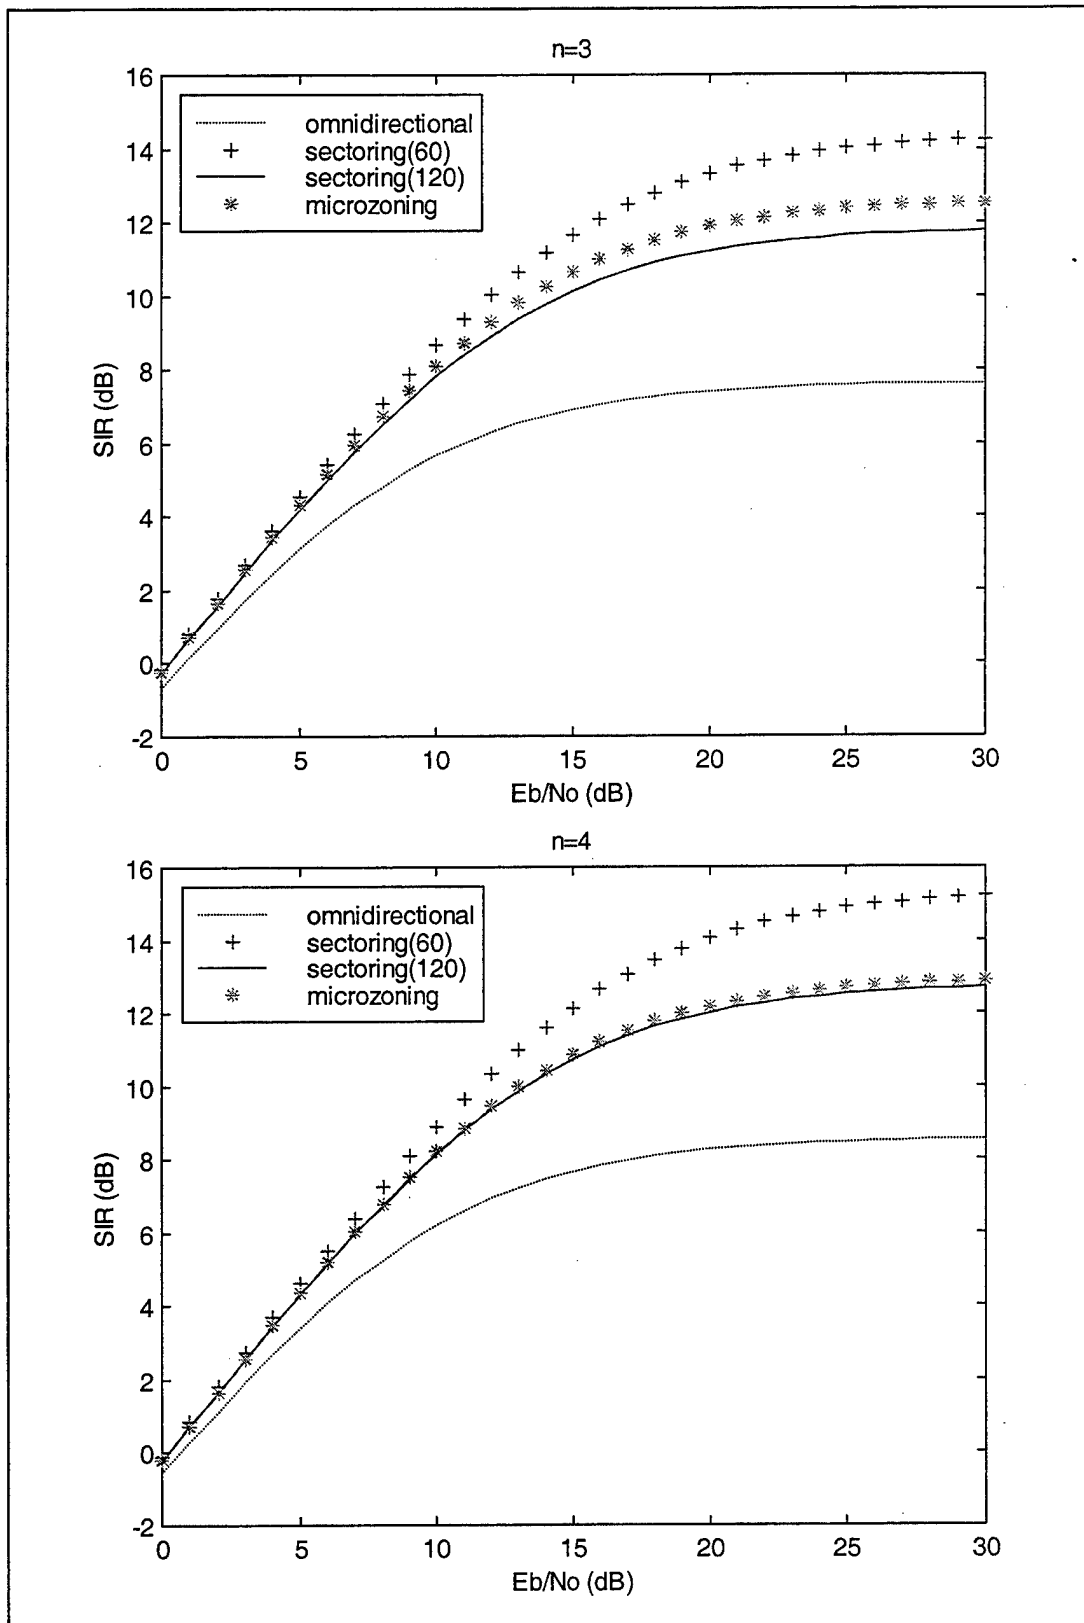 n=3
16
14
12
10
8
6
4
2
0
-2
SIR (dB)
omnidirectional
sectoring(60)
sectoring(120)
microzoning
0 5 10 15 20 25 30
Eb/No (dB)
n=4
16
14
12
10
8
6
4
2
0
-2
SIR (dB)
omnidirectional
sectoring(60)
sectoring(120)
microzoning
0 5 10 15 20 25 30
Eb/No (dB)